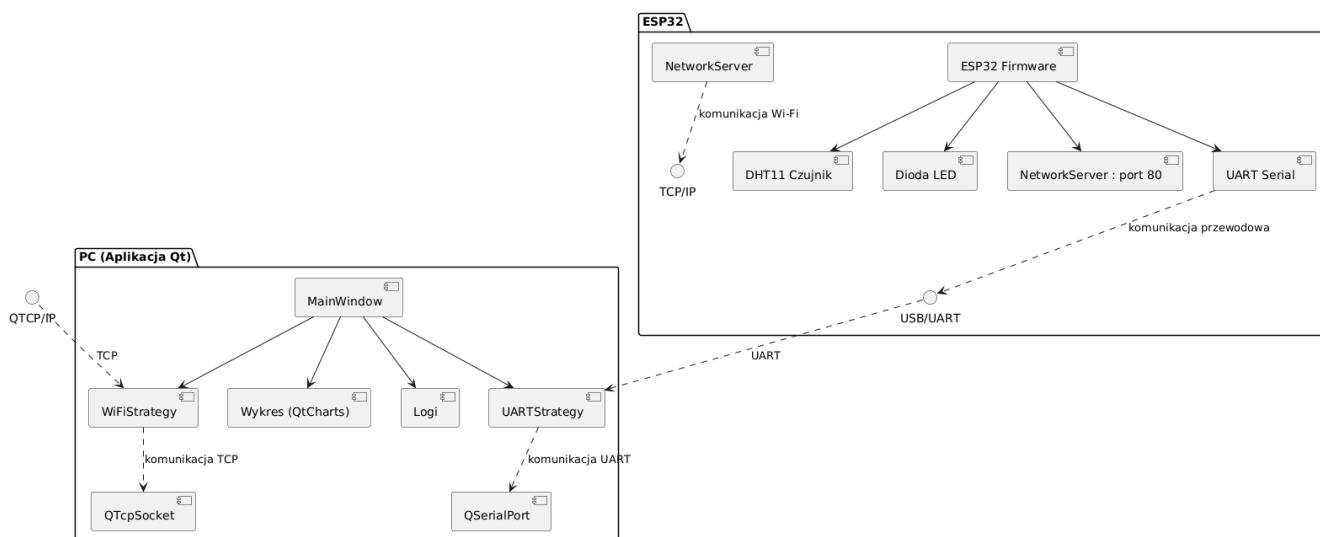 ESP32
NetworkServer
ESP32 Firmware
komunikacja Wi-Fi
TCP/IP
DHT11 Czujnik
Dioda LED
NetworkServer : port 80
UART Serial
komunikacja przewodowa
USB/UART
UART
PC (Aplikacja Qt)
MainWindow
QTCP/IP
TCP
WiFiStrategy
Wykres (QtCharts)
Logi
UARTStrategy
komunikacja TCP
komunikacja UART
QTcpSocket
QSerialPort